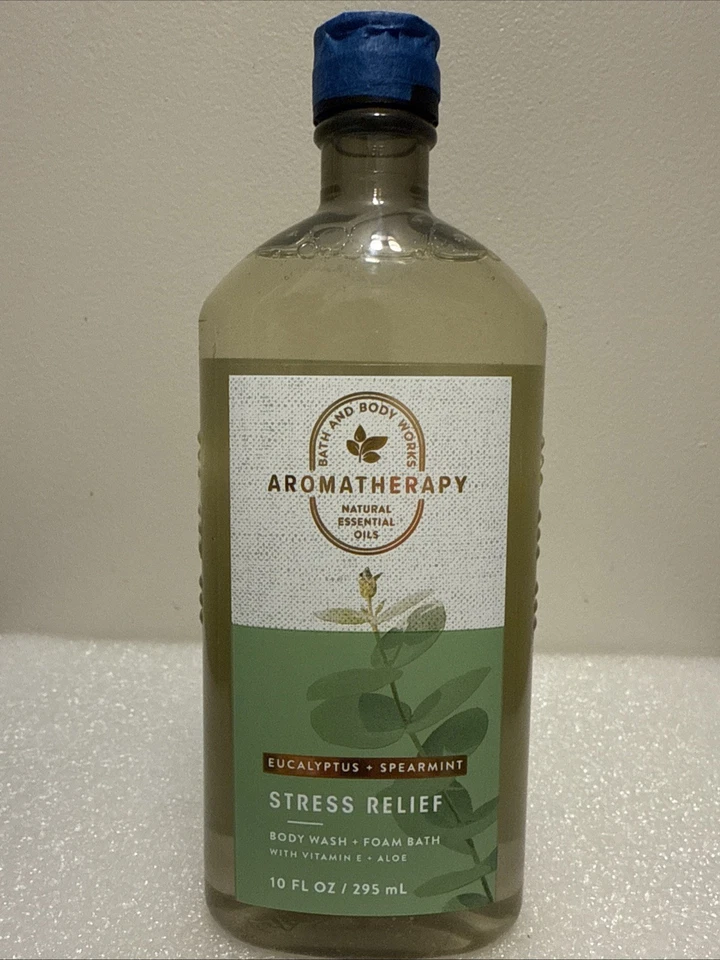 BATH AND BODY WORKS
AROMATHERAPY
NATURAL
ESSENTIAL
OILS
EUCALYPTUS + SPEARMINT
STRESS RELIEF
BODY WASH + FOAM BATH
WITH VITAMIN E + ALOE
10 FL OZ / 295 mL